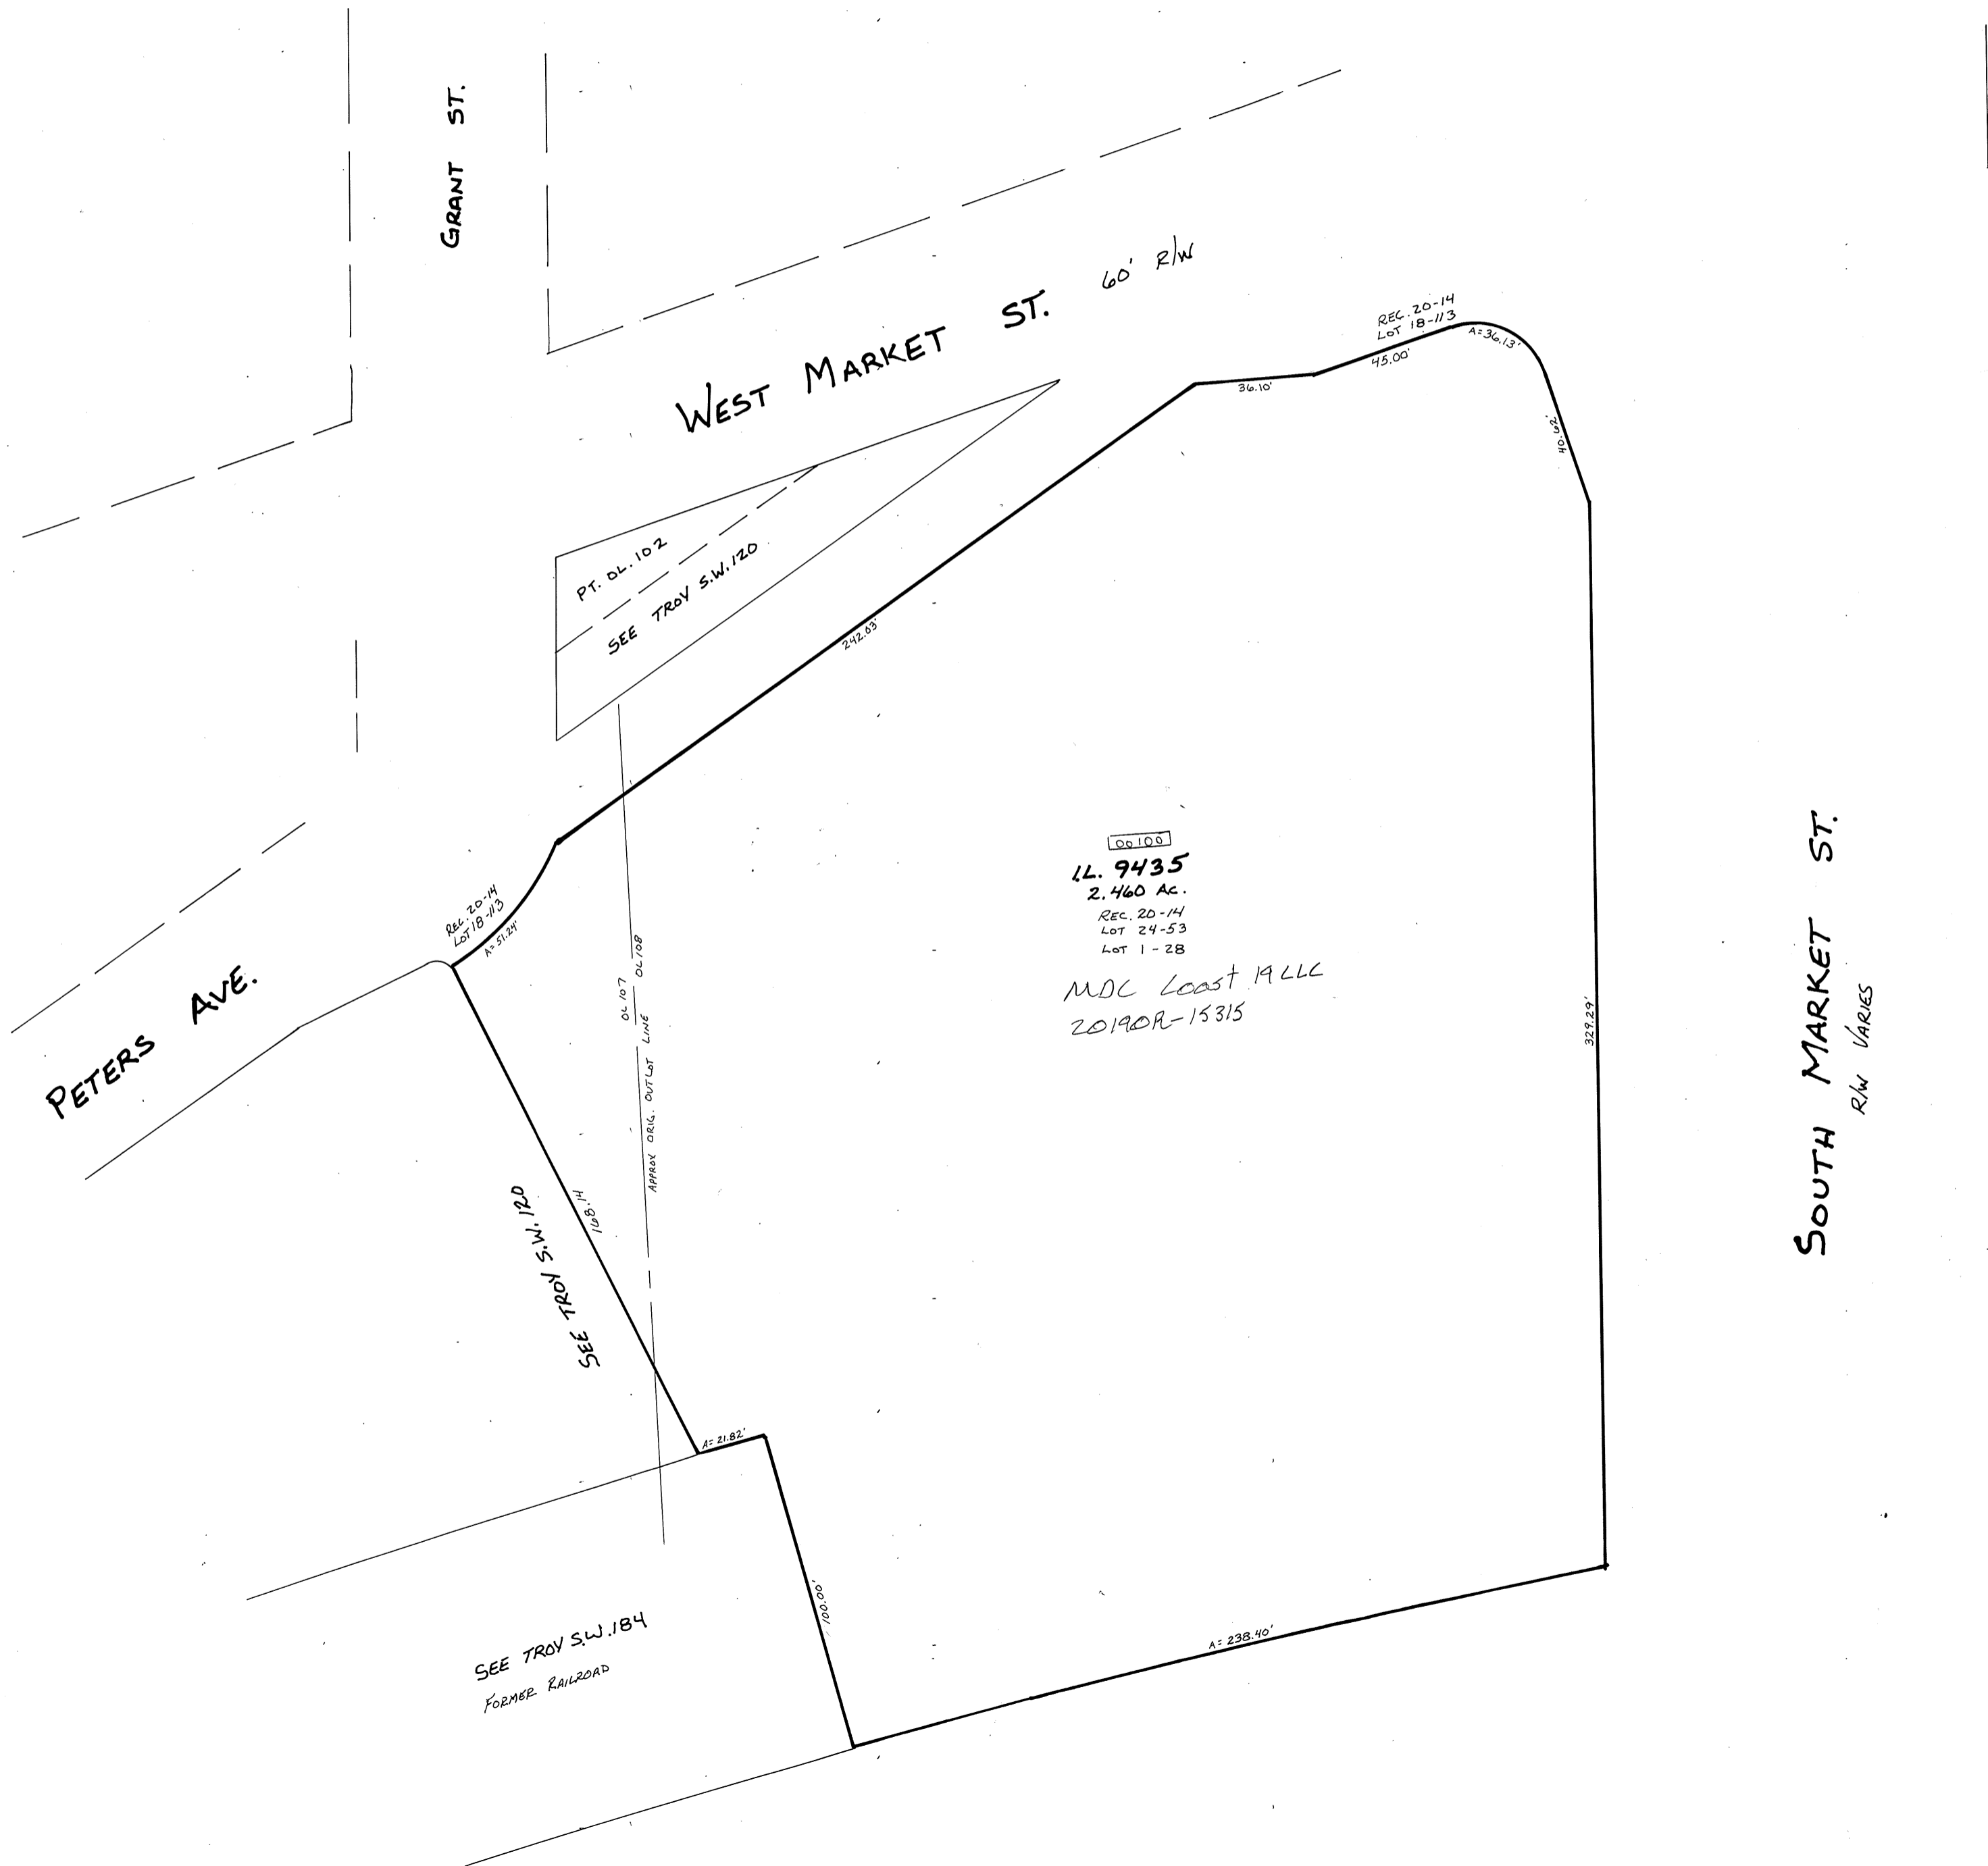 GRANT ST.
WEST MARKET ST. 60' R/W
REC. 20-14
LOT 18-113
A=36.13'
45.00'
36.10'
40.62'
PT. OL. 102
SEE TROY S.W. 120
242.03'
REC. 20-14
LOT 18-113
A=51.24'
PETERS AVE.
00100
I.L. 9435
2.460 AC.
REC. 20-14
LOT 24-53
LOT 1-28
MDC Coast 19 LLC
2019OR-15315
OL 107
OL 108
APPROX ORIG. OUTLOT LINE
329.29'
SOUTH MARKET ST.
R/W VARIES
168.14
SEE TROY S.W. 120
A=21.82'
100.00'
A=238.40'
SEE TROY S.W. 184
FORMER RAILROAD